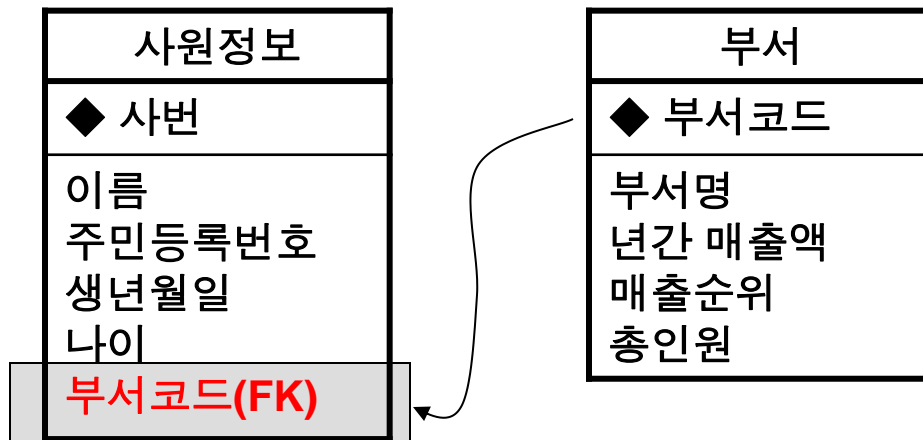 사원정보
◆ 사번
이름
주민등록번호
생년월일
나이
부서코드(FK)
부서
◆ 부서코드
부서명
년간 매출액
매출순위
총인원